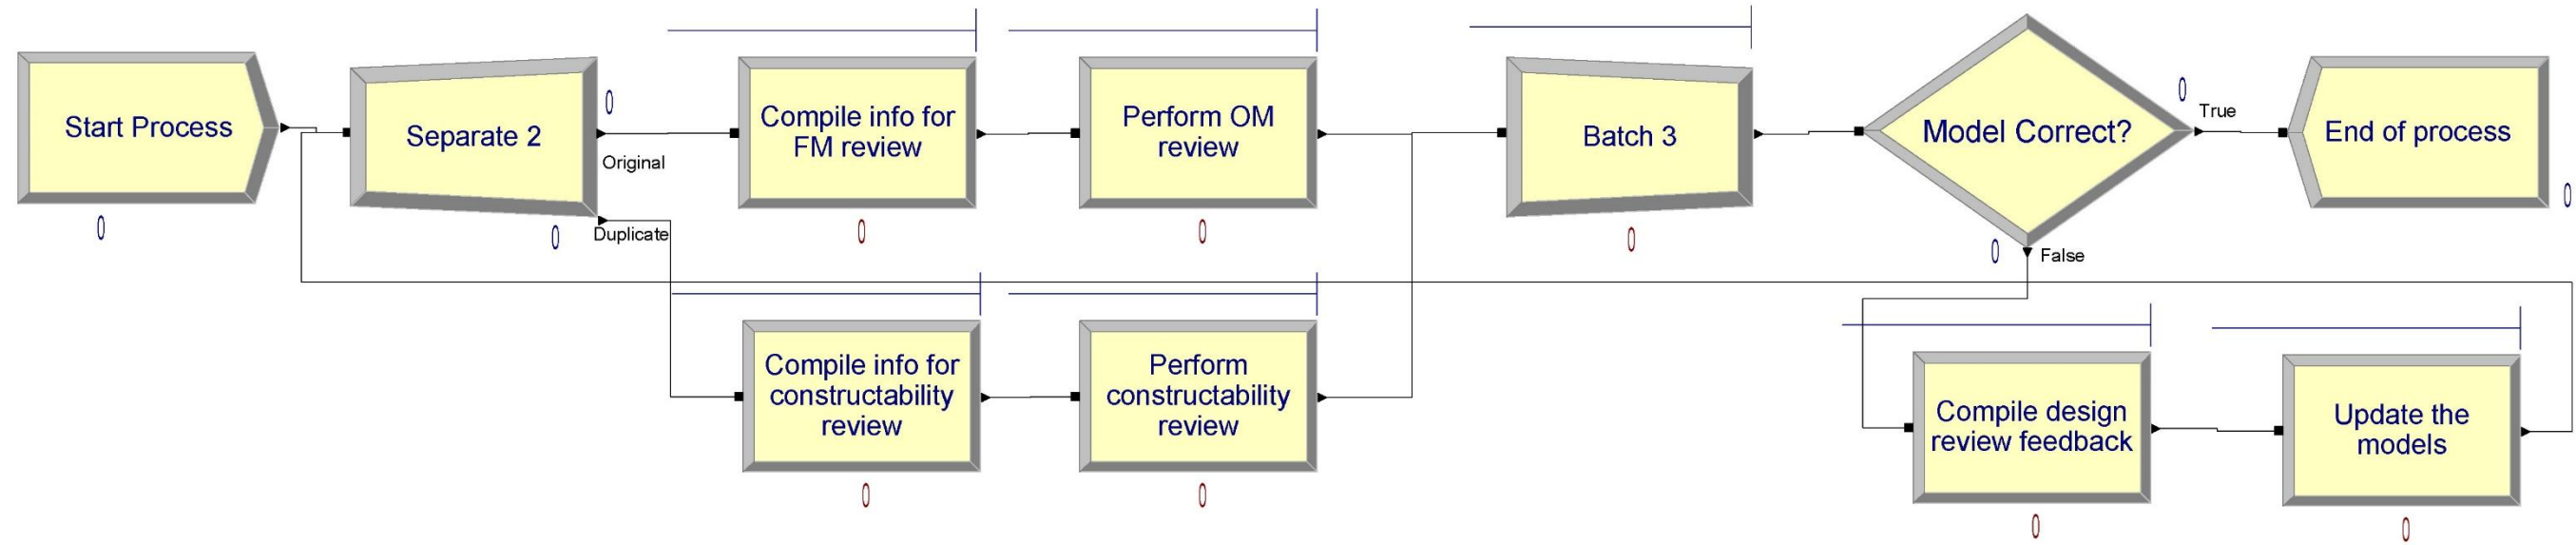 Start Process
0
Separate 2
0
Original
0
Duplicate
Compile info for
FM review
0
Perform OM
review
0
Compile info for
constructability
review
0
Perform
constructability
review
0
Batch 3
0
Model Correct?
0
True
0
False
End of process
0
Compile design
review feedback
0
Update the
models
0